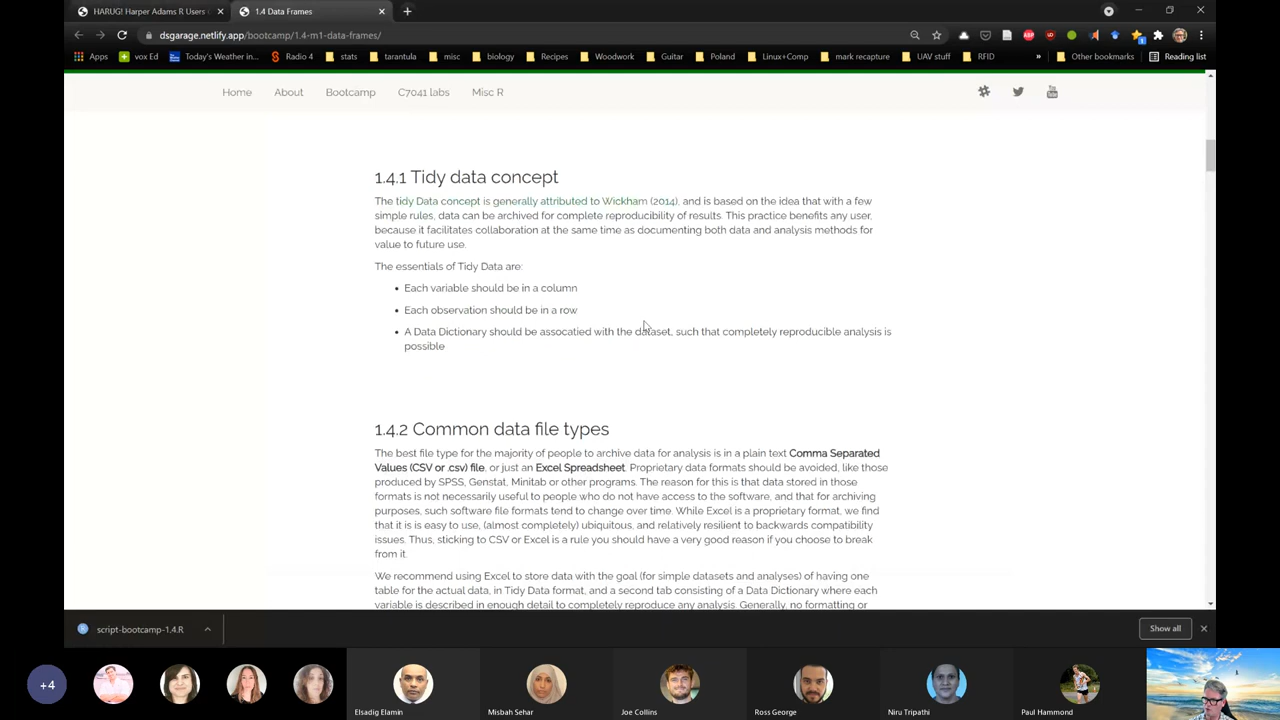 HARUG! Harper Adams R Users
1.4 Data Frames
dsgarage.netlify.app/bootcamp/1.4-m1-data-frames/
Apps
vox Ed
Today's Weather in...
Radio 4
stats
tarantula
misc
biology
Recipes
Woodwork
Guitar
Poland
Linux+Comp
mark recapture
UAV stuff
RFID
»
Other bookmarks
Reading list
Home
About
Bootcamp
C7041 labs
Misc R
1.4.1 Tidy data concept
The tidy Data concept is generally attributed to Wickham (2014), and is based on the idea that with a few
simple rules, data can be archived for complete reproducibility of results. This practice benefits any user,
because it facilitates collaboration at the same time as documenting both data and analysis methods for
value to future use.
The essentials of Tidy Data are:
• Each variable should be in a column
• Each observation should be in a row
• A Data Dictionary should be assocatied with the dataset, such that completely reproducible analysis is
possible
1.4.2 Common data file types
The best file type for the majority of people to archive data for analysis is in a plain text Comma Separated
Values (CSV or .csv) file, or just an Excel Spreadsheet. Proprietary data formats should be avoided, like those
produced by SPSS, Genstat, Minitab or other programs. The reason for this is that data stored in those
formats is not necessarily useful to people who do not have access to the software, and that for archiving
purposes, such software file formats tend to change over time. While Excel is a proprietary format, we find
that it is is easy to use, (almost completely) ubiquitous, and relatively resilient to backwards compatibility
issues. Thus, sticking to CSV or Excel is a rule you should have a very good reason if you choose to break
from it.
We recommend using Excel to store data with the goal (for simple datasets and analyses) of having one
table for the actual data, in Tidy Data format, and a second tab consisting of a Data Dictionary where each
variable is described in enough detail to completely reproduce any analysis. Generally, no formatting or
script-bootcamp-1.4.R
Show all
+4
Elsadig Elamin
Misbah Sehar
Joe Collins
Ross George
Niru Tripathi
Paul Hammond